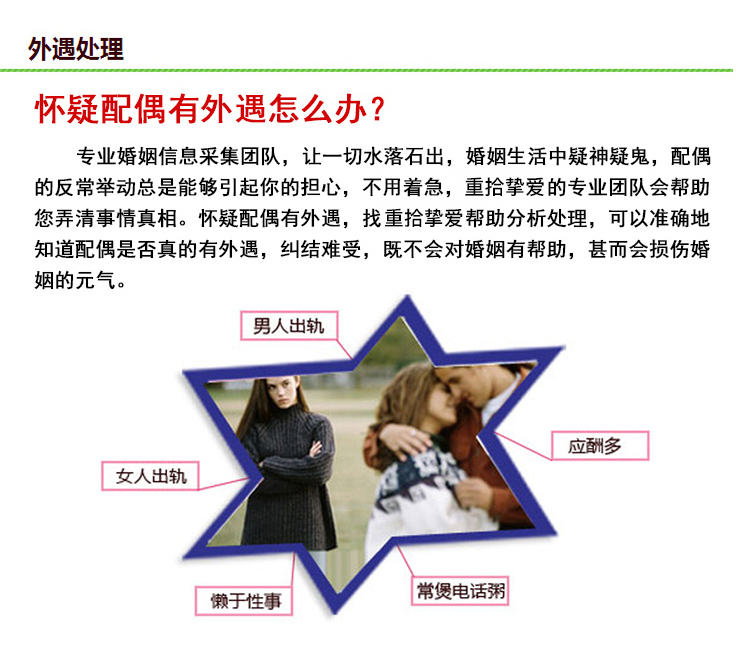 外遇处理
怀疑配偶有外遇怎么办？
专业婚姻信息采集团队，让一切水落石出，婚姻生活中疑神疑鬼，配偶
的反常举动总是能够引起你的担心，不用着急，重拾挚爱的专业团队会帮助
您弄清事情真相。怀疑配偶有外遇，找重拾挚爱帮助分析处理，可以准确地
知道配偶是否真的有外遇，纠结难受，既不会对婚姻有帮助，甚而会损伤婚
姻的元气。
男人出轨
应酬多
女人出轨
常煲电话粥
懒于性事